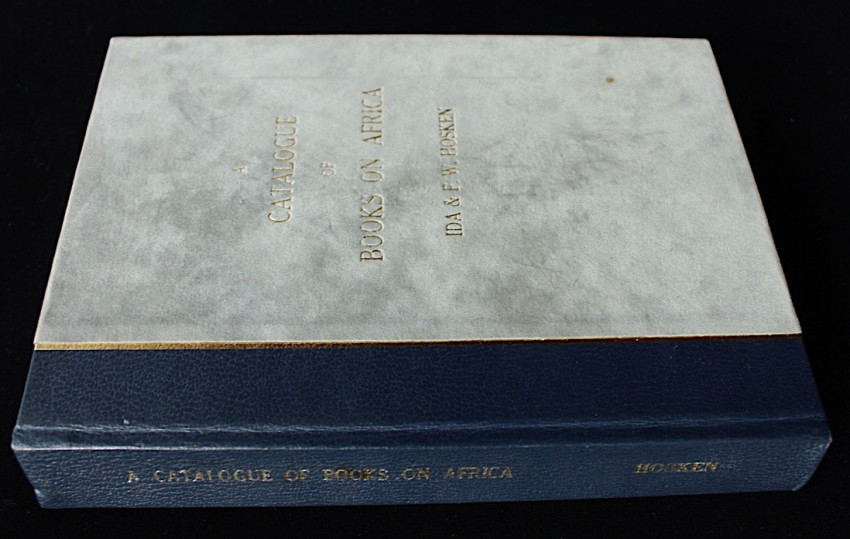 A
CATALOGUE
OF
BOOKS ON AFRICA
IDA & F. W. HOSKEN
A CATALOGUE OF BOOKS ON AFRICA
HOSKEN